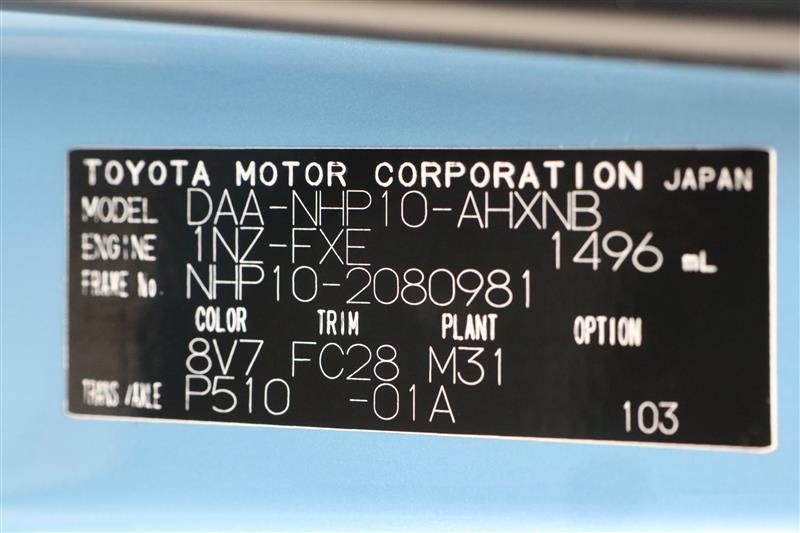 TOYOTA MOTOR CORPORATION JAPAN
MODEL DAA-NHP10-AHXNB
ENGINE 1NZ-FXE 1496 mL
FRAME No. NHP10-2080981
COLOR TRIM PLANT OPTION
8V7 FC28 M31
TRANS/AXLE P510 -01A 103